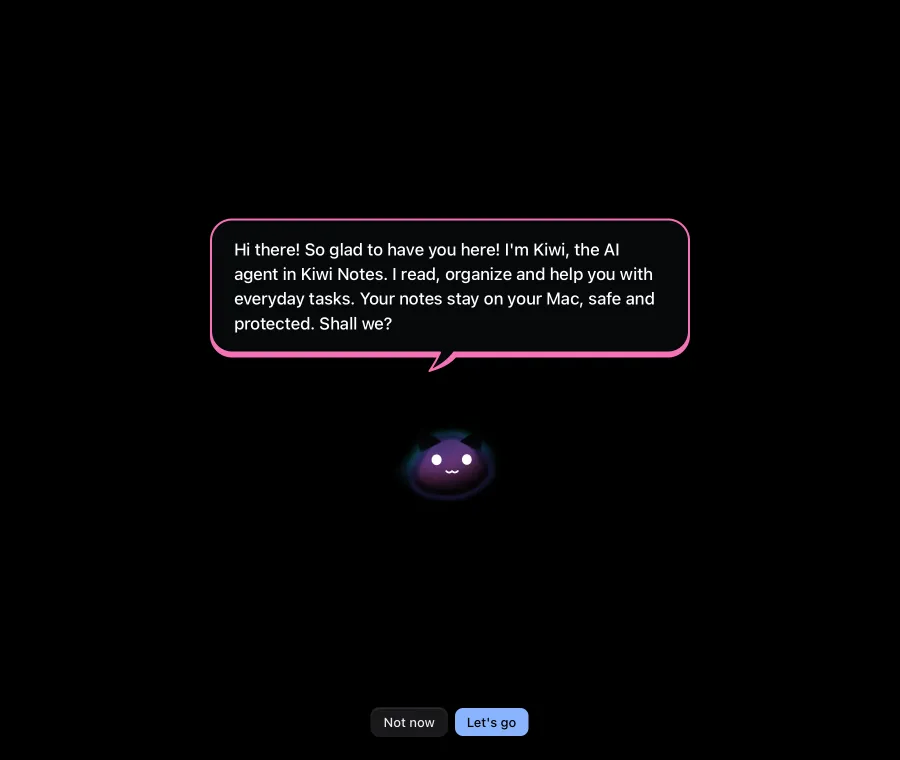 Hi there! So glad to have you here! I'm Kiwi, the AI
agent in Kiwi Notes. I read, organize and help you with
everyday tasks. Your notes stay on your Mac, safe and
protected. Shall we?
Not now
Let's go